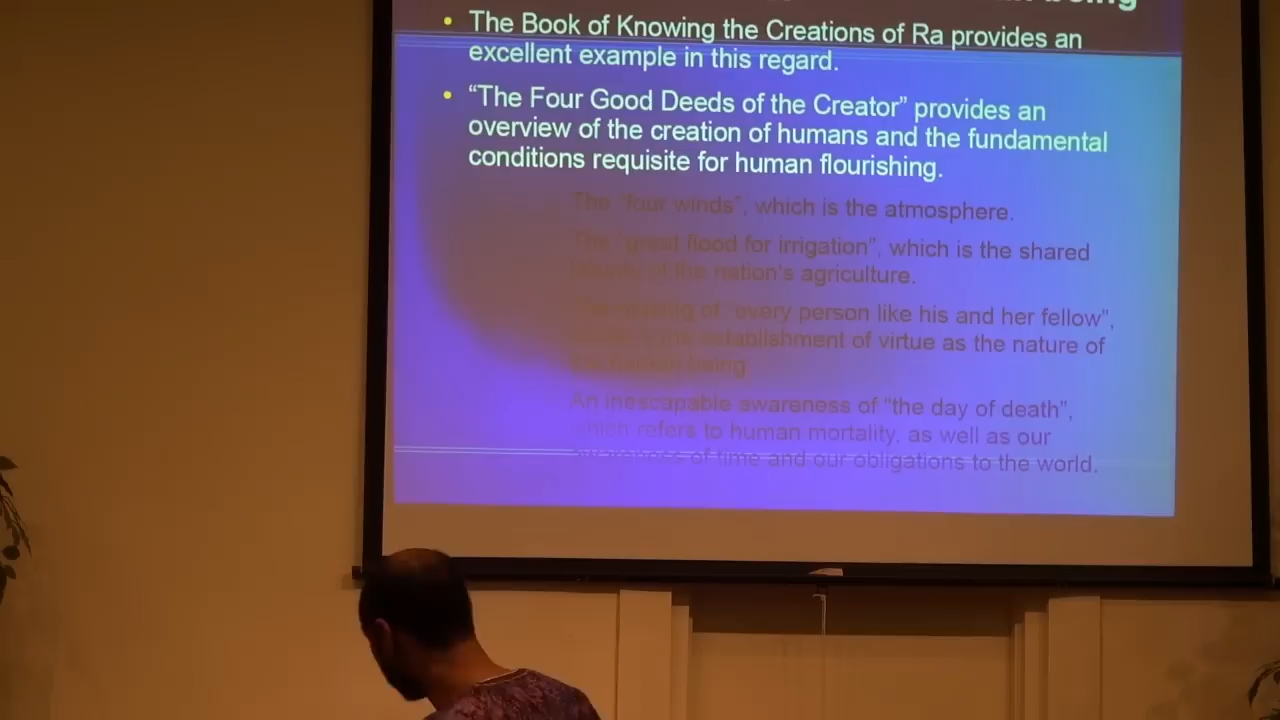 being
The Book of Knowing the Creations of Ra provides an
excellent example in this regard.
“The Four Good Deeds of the Creator” provides an
overview of the creation of humans and the fundamental
conditions requisite for human flourishing.
The "four winds", which is the atmosphere.
The "great flood for irrigation", which is the shared
of the nation's agriculture.
of "every person like his and her fellow",
establishment of virtue as the nature of
being
An inescapable awareness of "the day of death",
which refers to human mortality, as well as our
awareness of time and our obligations to the world.